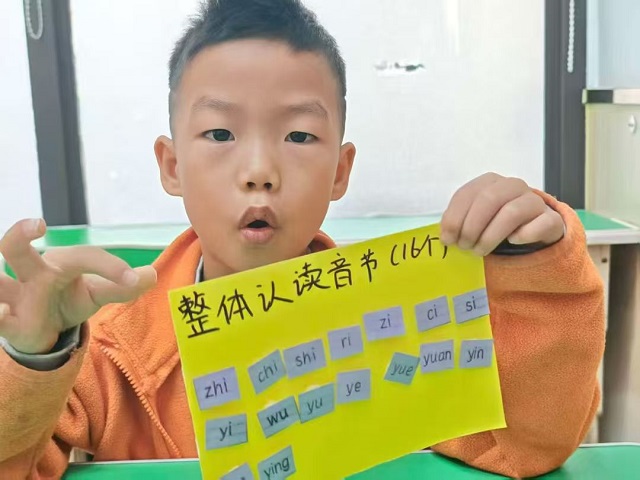 整体认读音节(16个)
zhi chi shi ri zi ci si
yi wu yu ye yue yuan yin
ying